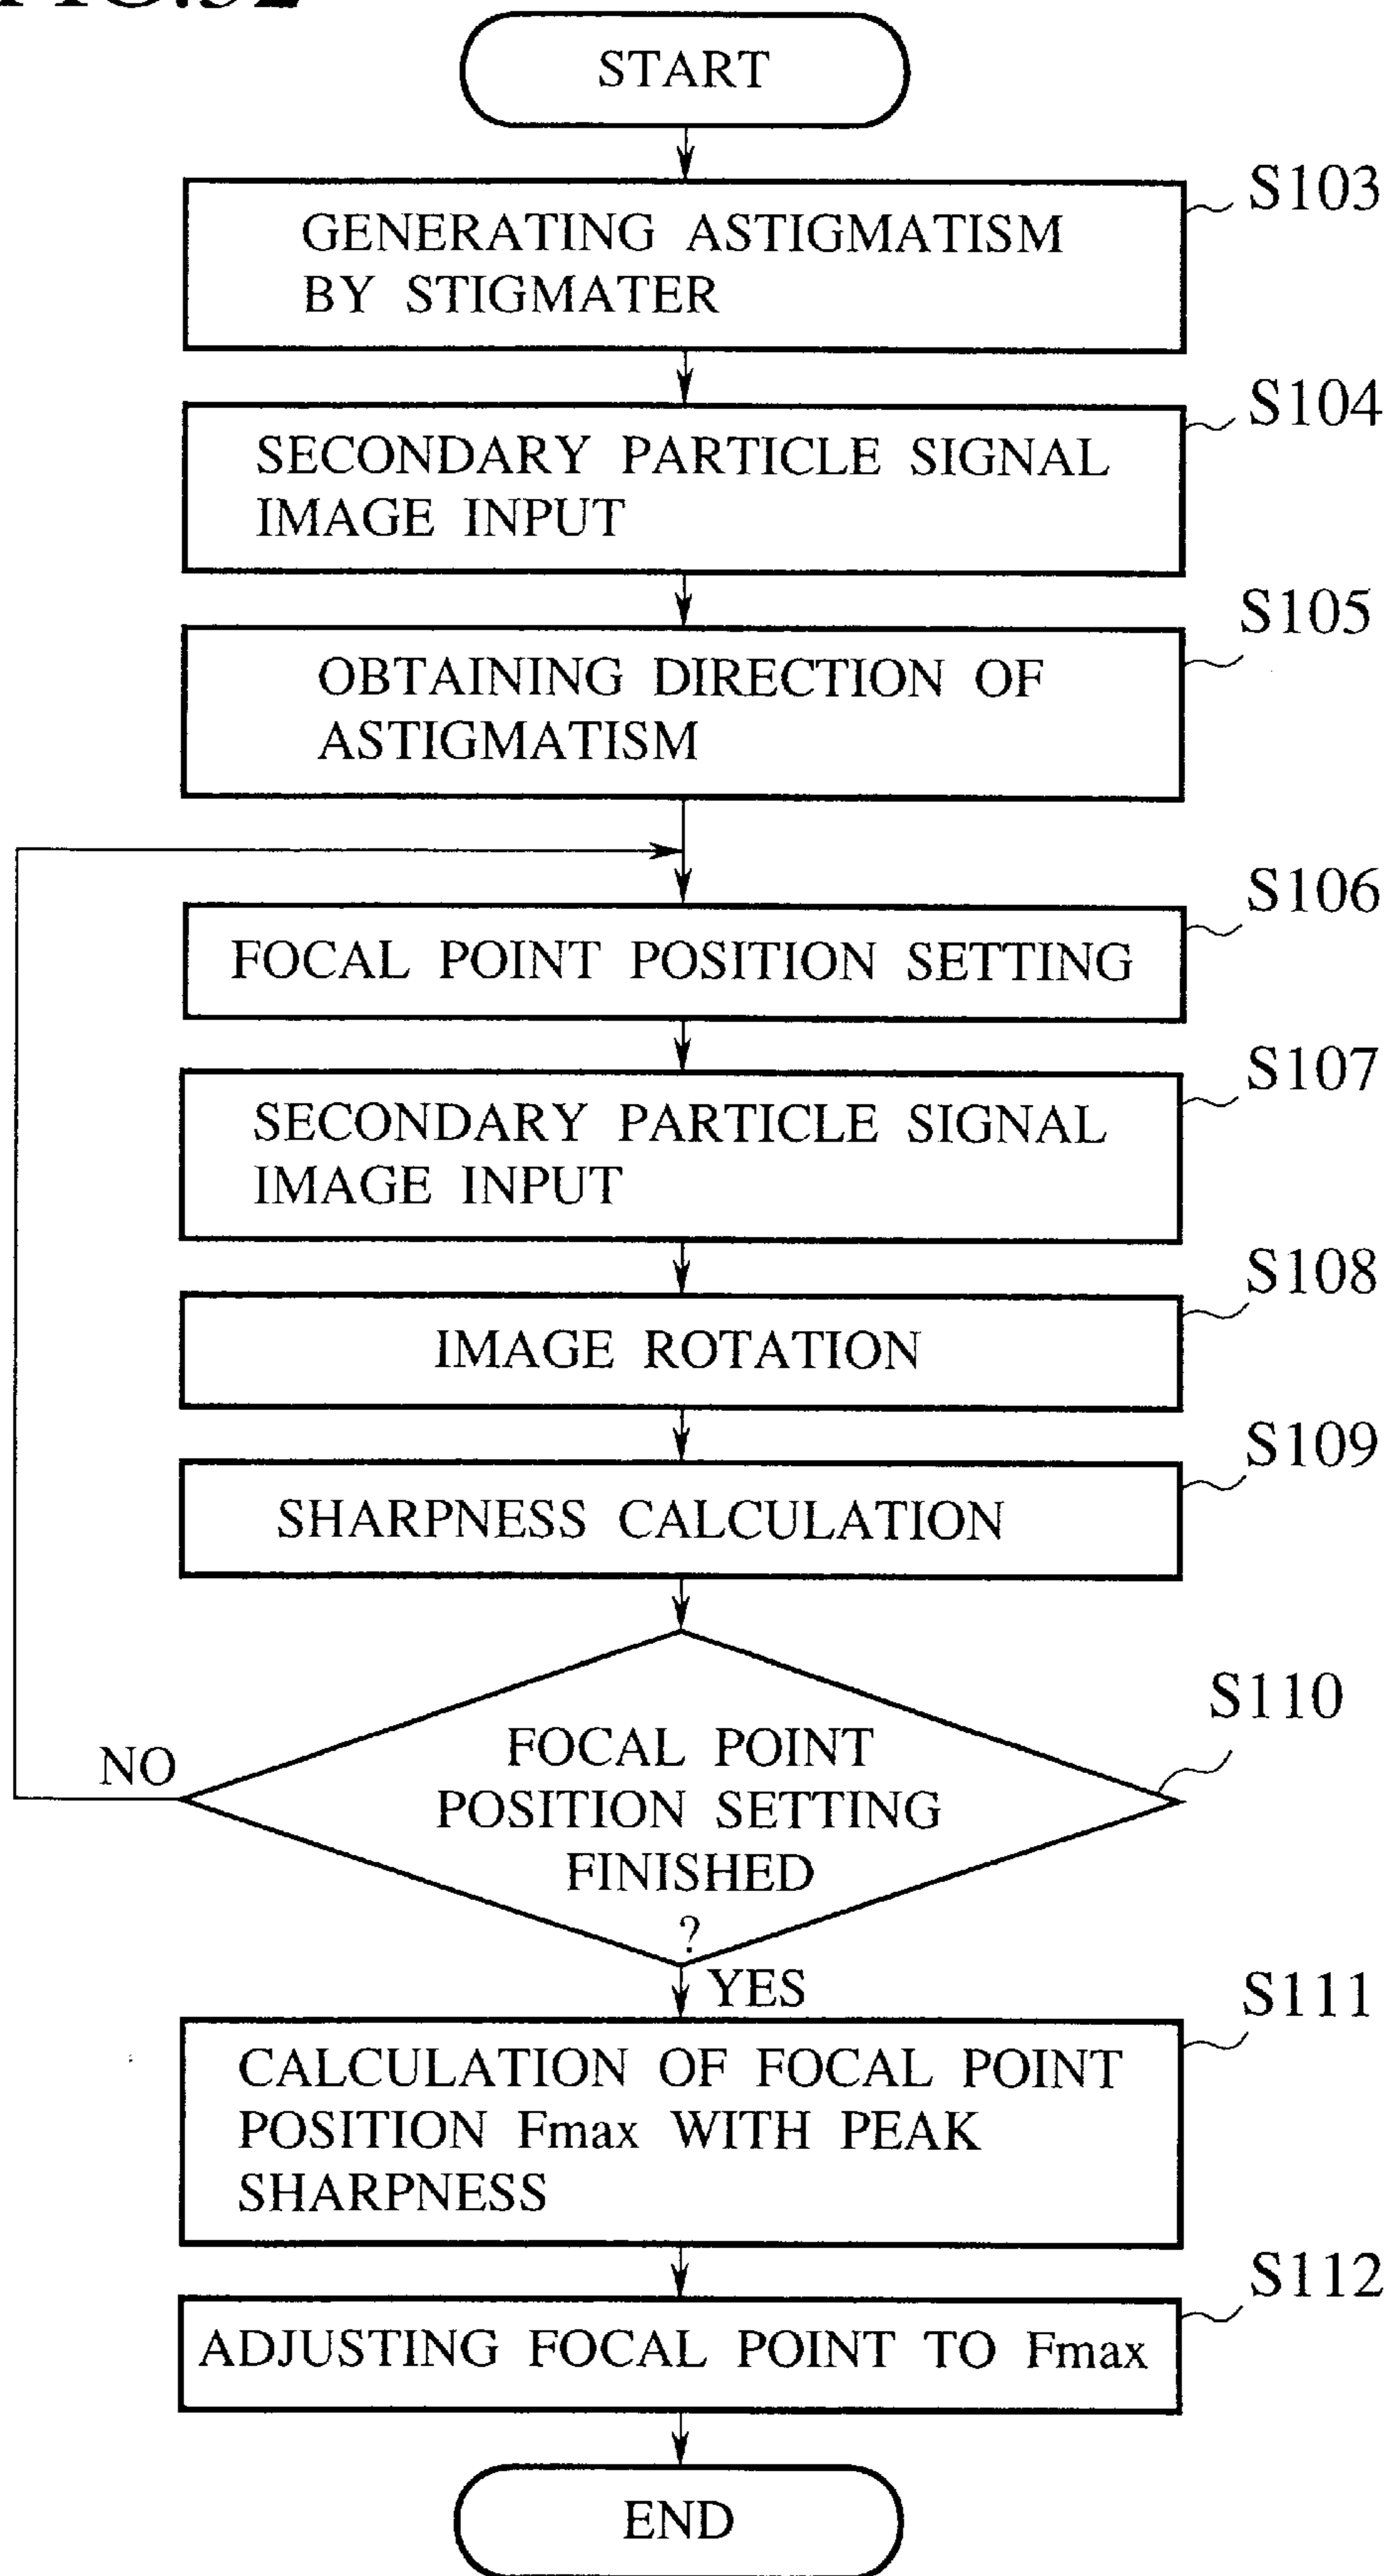 START
S103
GENERATING ASTIGMATISM
BY STIGMATER
S104
SECONDARY PARTICLE SIGNAL
IMAGE INPUT
S105
OBTAINING DIRECTION OF
ASTIGMATISM
S106
FOCAL POINT POSITION SETTING
S107
SECONDARY PARTICLE SIGNAL
IMAGE INPUT
S108
IMAGE ROTATION
S109
SHARPNESS CALCULATION
S110
NO
FOCAL POINT
POSITION SETTING
FINISHED
?
YES
S111
CALCULATION OF FOCAL POINT
POSITION Fmax WITH PEAK
SHARPNESS
S112
ADJUSTING FOCAL POINT TO Fmax
END